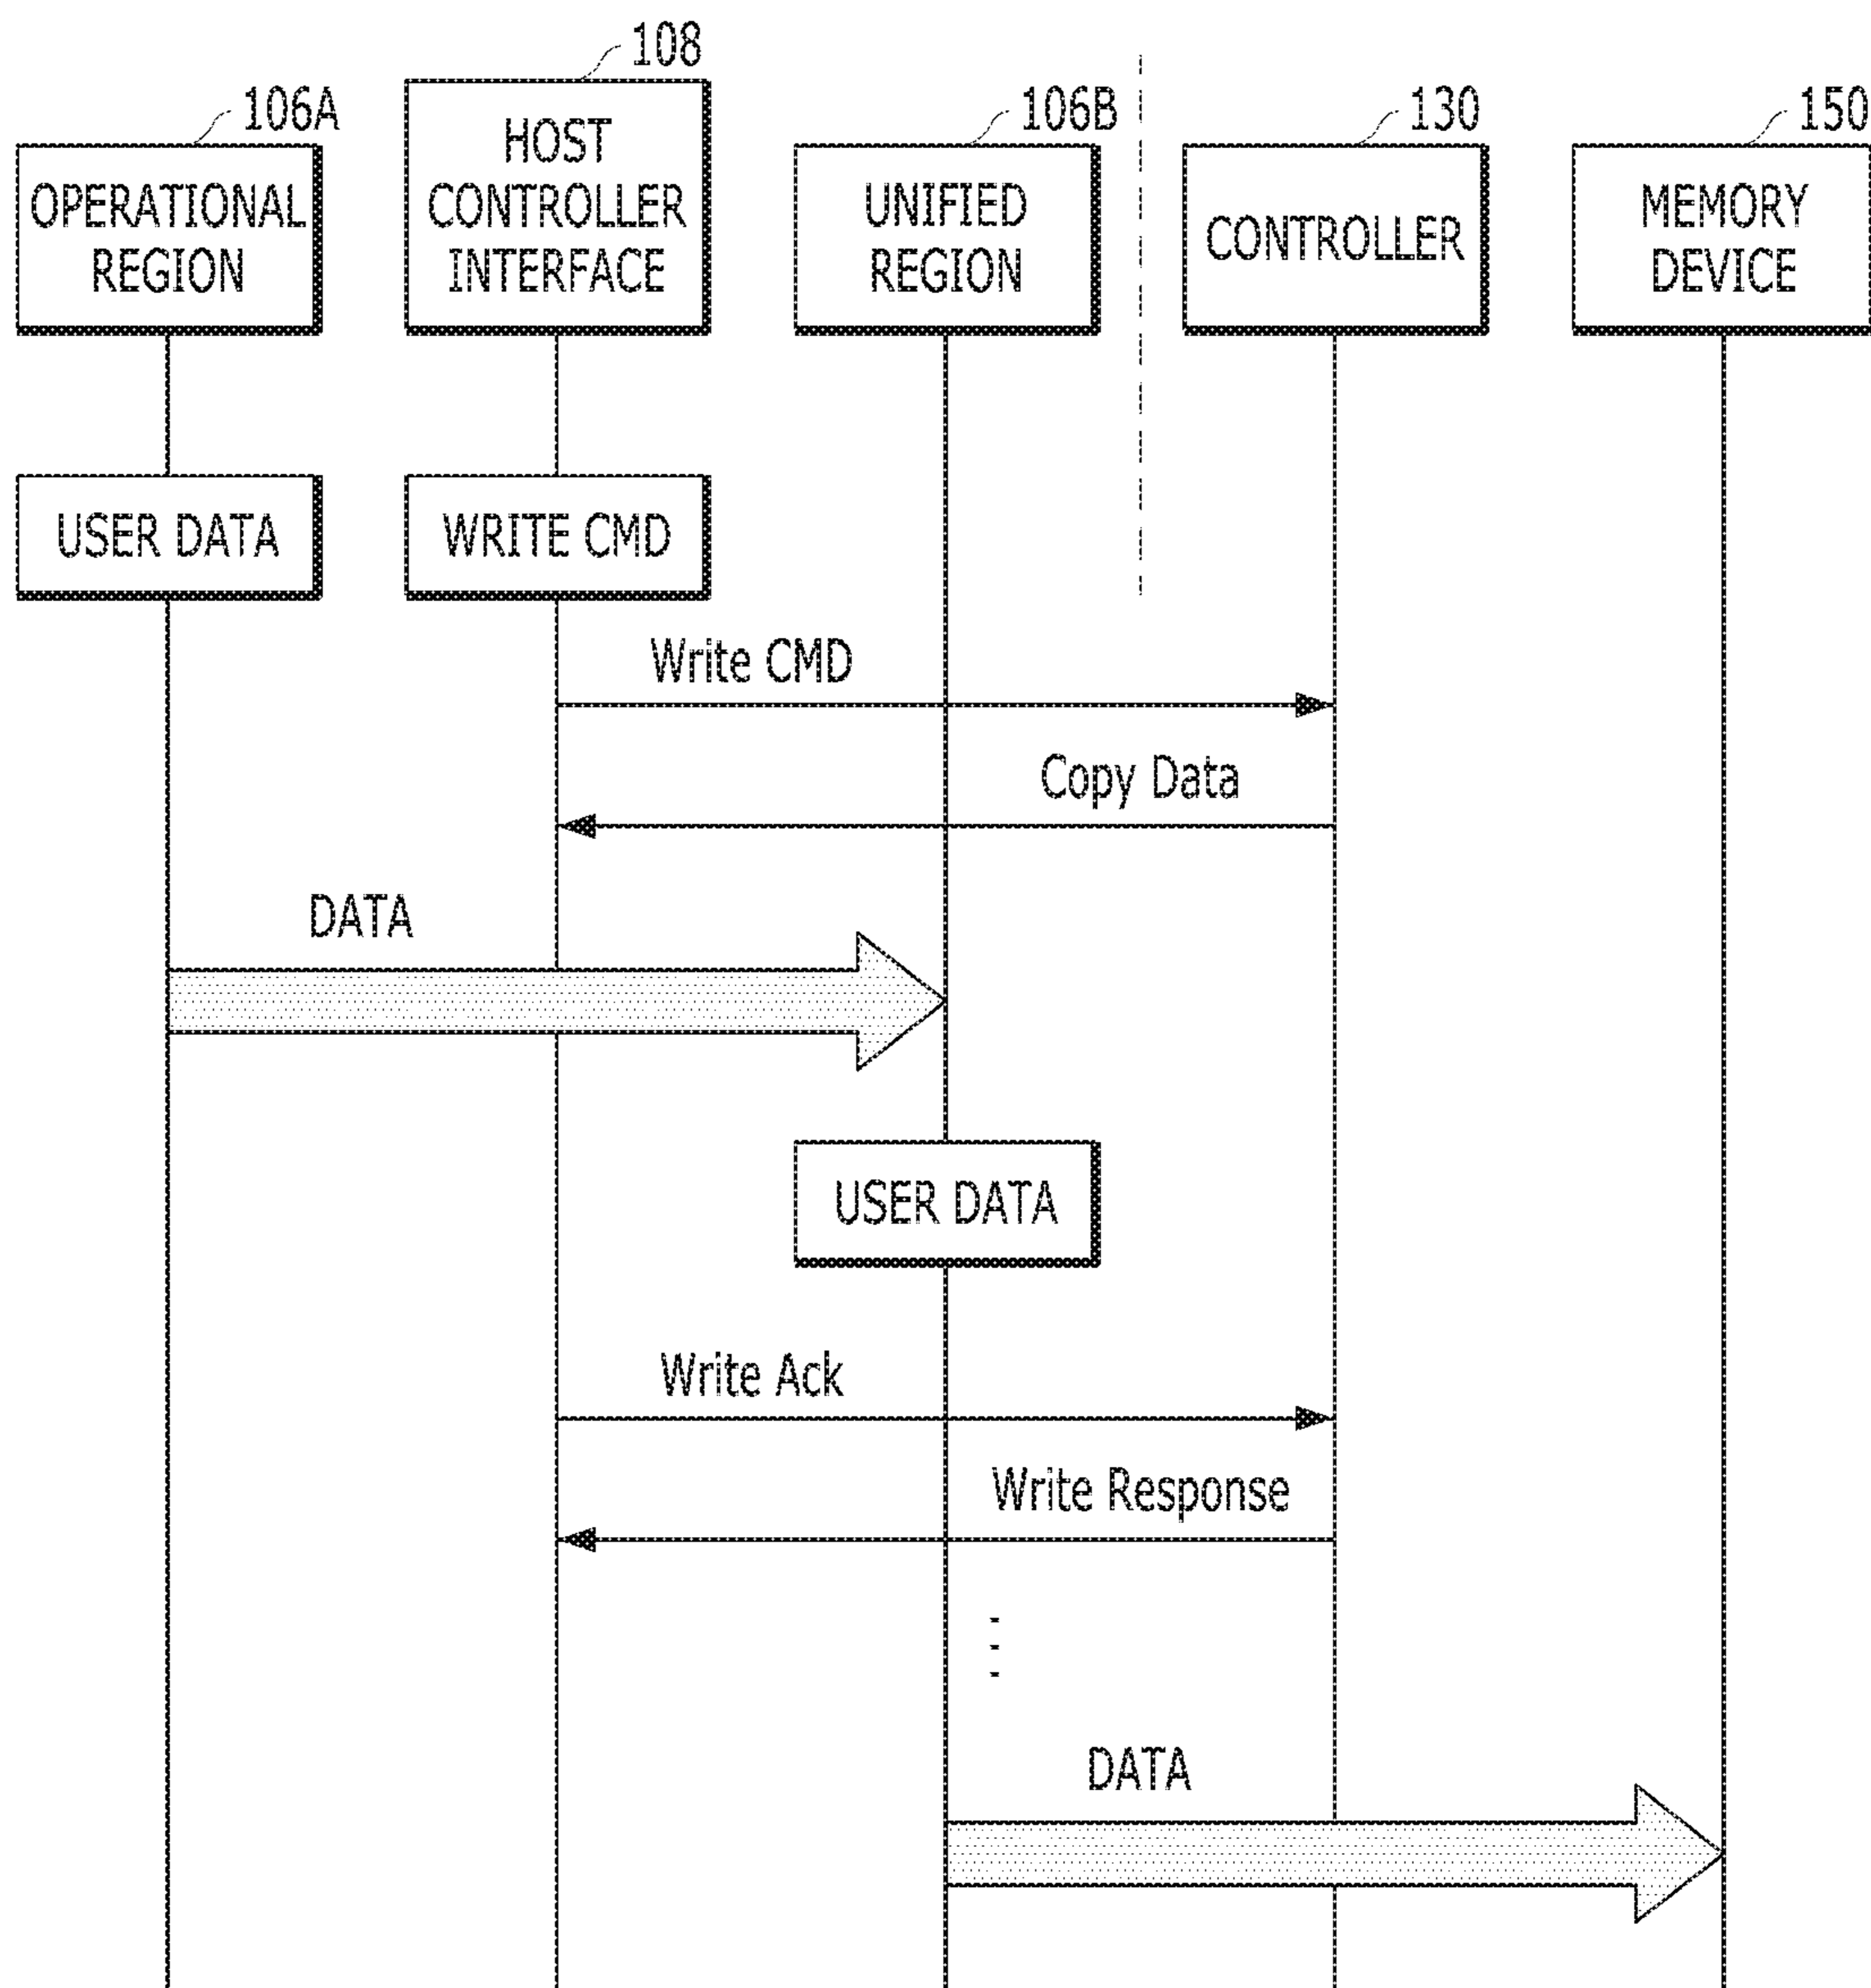 108
106A
106B
130
150
OPERATIONAL
REGION
HOST
CONTROLLER
INTERFACE
UNIFIED
REGION
CONTROLLER
MEMORY
DEVICE
USER DATA
WRITE CMD
Write CMD
Copy Data
DATA
USER DATA
Write Ack
Write Response
DATA